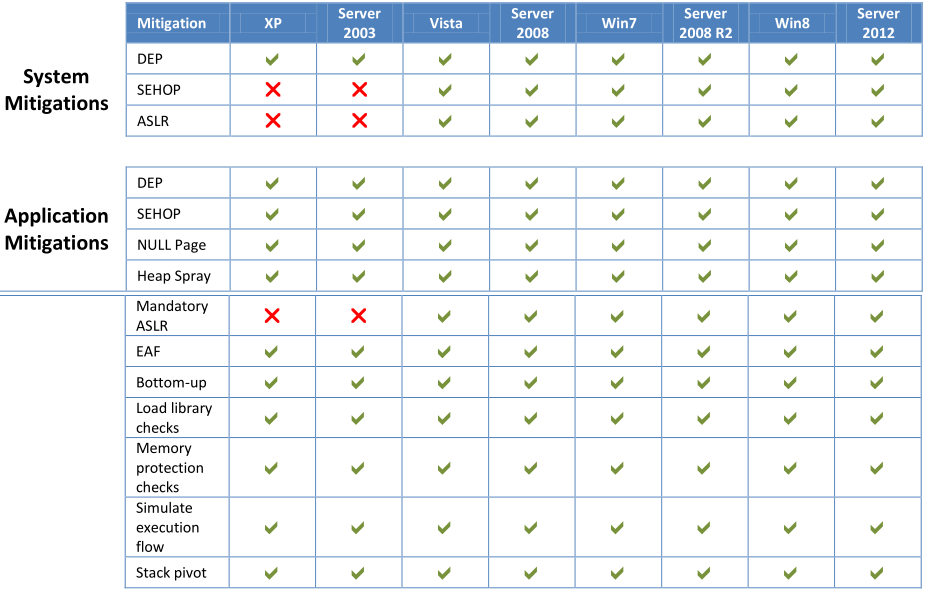 Mitigation XP Server 2003 Vista Server 2008 Win7 Server 2008 R2 Win8 Server 2012
System Mitigations
DEP ✓ ✓ ✓ ✓ ✓ ✓ ✓ ✓
SEHOP ✗ ✗ ✓ ✓ ✓ ✓ ✓ ✓
ASLR ✗ ✗ ✓ ✓ ✓ ✓ ✓ ✓
Application Mitigations
DEP ✓ ✓ ✓ ✓ ✓ ✓ ✓ ✓
SEHOP ✓ ✓ ✓ ✓ ✓ ✓ ✓ ✓
NULL Page ✓ ✓ ✓ ✓ ✓ ✓ ✓ ✓
Heap Spray ✓ ✓ ✓ ✓ ✓ ✓ ✓ ✓
Mandatory ASLR ✗ ✗ ✓ ✓ ✓ ✓ ✓ ✓
EAF ✓ ✓ ✓ ✓ ✓ ✓ ✓ ✓
Bottom-up ✓ ✓ ✓ ✓ ✓ ✓ ✓ ✓
Load library checks ✓ ✓ ✓ ✓ ✓ ✓ ✓ ✓
Memory protection checks ✓ ✓ ✓ ✓ ✓ ✓ ✓ ✓
Simulate execution flow ✓ ✓ ✓ ✓ ✓ ✓ ✓ ✓
Stack pivot ✓ ✓ ✓ ✓ ✓ ✓ ✓ ✓